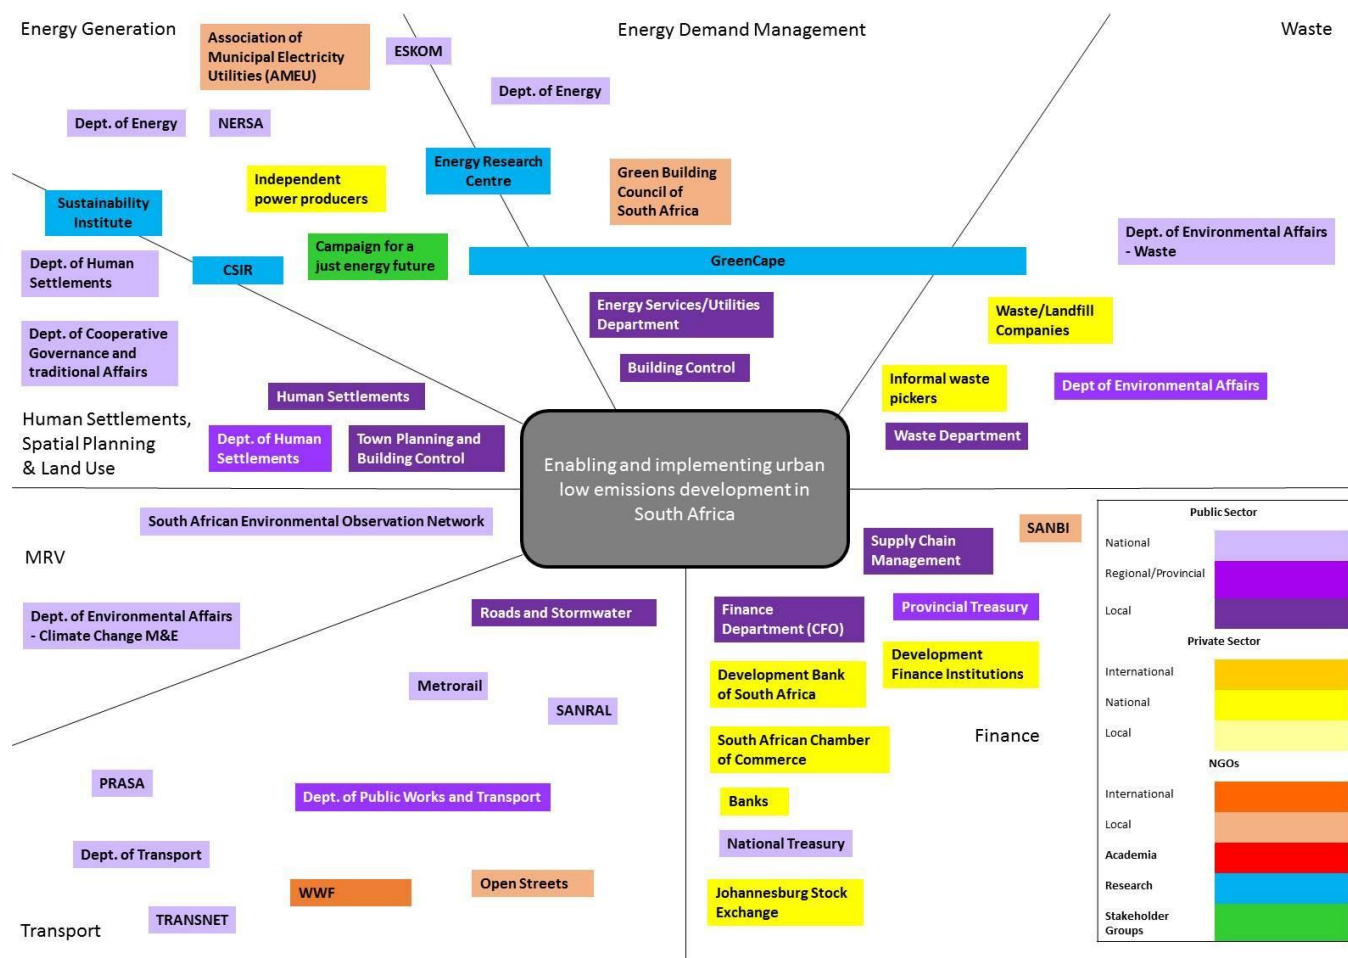 Energy Generation
Association of
Municipal Electricity
Utilities (AMEU)
ESKOM
Dept. of Energy
NERSA
Independent
power producers
Campaign for a
just energy future
Energy Research
Centre
Sustainability
Institute
CSIR
Energy Demand Management
Dept. of Energy
Green Building
Council of
South Africa
GreenCape
Energy Services/Utilities
Department
Building Control
Waste
Dept. of Environmental Affairs
- Waste
Waste/Landfill
Companies
Informal waste
pickers
Dept of Environmental Affairs
Waste Department
Dept. of Human
Settlements
Dept. of Cooperative
Governance and
traditional Affairs
Human Settlements
Human Settlements,
Spatial Planning
& Land Use
Dept. of Human
Settlements
Town Planning and
Building Control
Enabling and implementing urban
low emissions development in
South Africa
South African Environmental Observation Network
MRV
Dept. of Environmental Affairs
- Climate Change M&E
Roads and Stormwater
Metrorail
SANRAL
PRASA
Dept. of Public Works and Transport
Dept. of Transport
WWF
Open Streets
TRANSNET
Transport
Supply Chain
Management
SANBI
Finance
Department (CFO)
Provincial Treasury
Development Bank
of South Africa
Development
Finance Institutions
South African Chamber
of Commerce
Finance
Banks
National Treasury
Johannesburg Stock
Exchange
Public Sector
National
Regional/Provincial
Local
Private Sector
International
National
Local
NGOs
International
Local
Academia
Research
Stakeholder
Groups